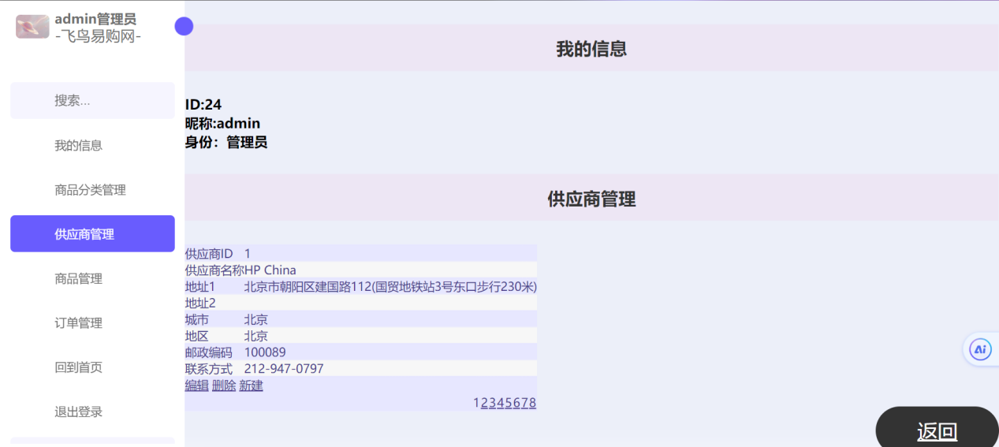 admin管理员
-飞鸟易购网-
搜索...
我的信息
商品分类管理
供应商管理
商品管理
订单管理
回到首页
退出登录
我的信息
ID:24
昵称:admin
身份：管理员
供应商管理
供应商ID 1
供应商名称HP China
地址1 北京市朝阳区建国路112(国贸地铁站3号东口步行230米)
地址2
城市 北京
地区 北京
邮政编码 100089
联系方式 212-947-0797
编辑 删除 新建
12345678
Ai
返回